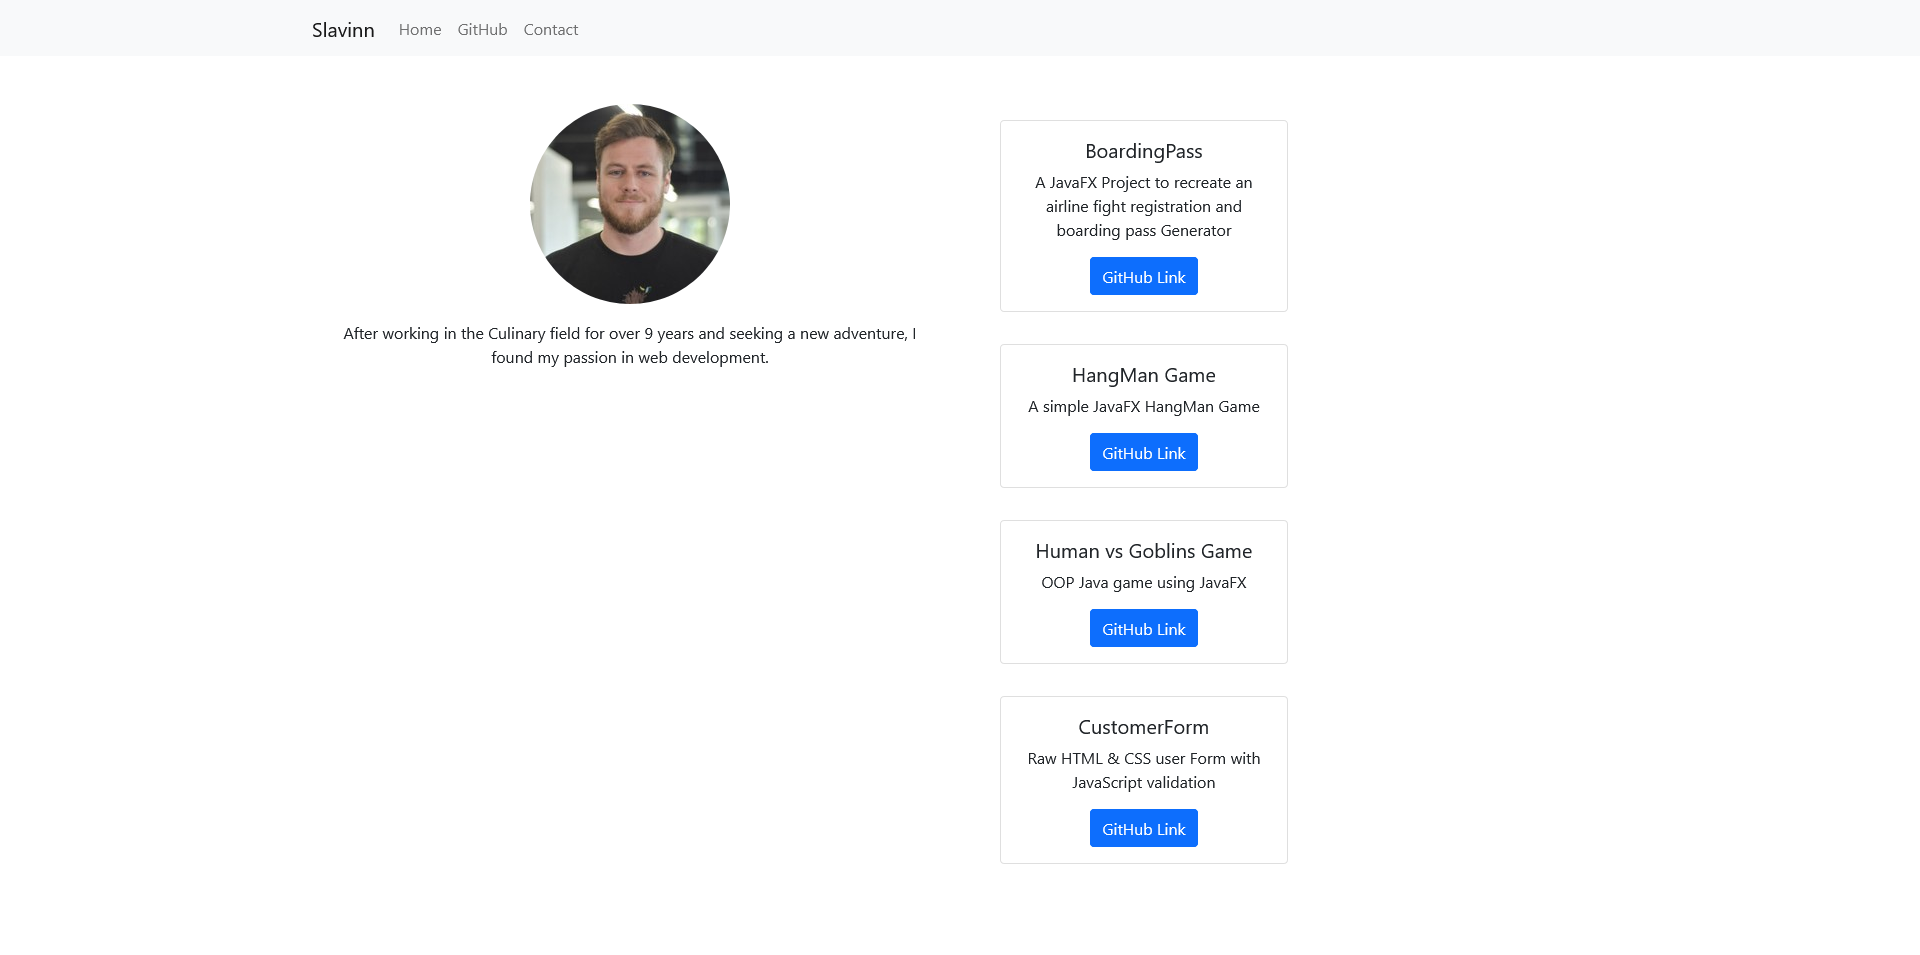 Slavinn Home GitHub Contact
After working in the Culinary field for over 9 years and seeking a new adventure, I
found my passion in web development.
BoardingPass
A JavaFX Project to recreate an
airline fight registration and
boarding pass Generator
GitHub Link
HangMan Game
A simple JavaFX HangMan Game
GitHub Link
Human vs Goblins Game
OOP Java game using JavaFX
GitHub Link
CustomerForm
Raw HTML & CSS user Form with
JavaScript validation
GitHub Link